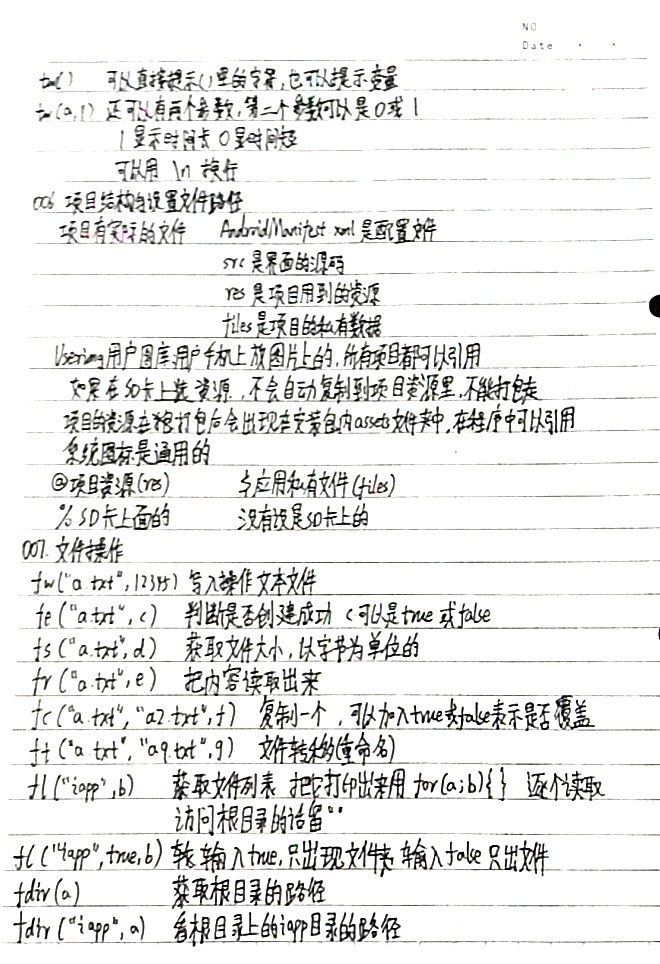 NO
Date
tw() 可以直接提示()里的字符,也可以提示变量
tw(a,1) 还可以有两个参数,第二个参数可以是0或1
1显示时间长 0显时间短
可以用 \n 换行
006 项目结构与设置文件路径
项目有实际的文件 AndroidManifest xml 是配置文件
src 是界面的源码
res 是项目用到的资源
files是项目的私有数据
Userimg用户图库,用户手机上放图片上的,所有项目都可以引用
如果在SD卡上选资源,不会自动复制到项目资源里,不能打包走
项目的资源在打包后会出现在安装包内assets文件夹中,在程序中可以引用
系统图标是通用的
@项目资源(res) 与应用私有文件(files)
% SD卡上面的 没有设是SD卡上的
007.文件操作
fw("a.txt",12345) 写入操作文本文件
fe("a.txt",c) 判断是否创建成功 c可以是true或false
fs("a.txt",d) 获取文件大小,以字节为单位的
fr("a.txt",e) 把内容读取出来
fc("a.txt","a2.txt",f) 复制一个,可以加入true或false表示是否覆盖
ft("a.txt","a9.txt",g) 文件转移(重命名)
fl("iapp",b) 获取文件列表 把它打印出来用 for(a;b){} 逐个读取
访问根目录的话留""
fl("iapp",true,b) 输入true,只出现文件夹 输入false只出文件
fdir(a) 获取根目录的路径
fdir("iapp",a) 看根目录上的iapp目录的路径